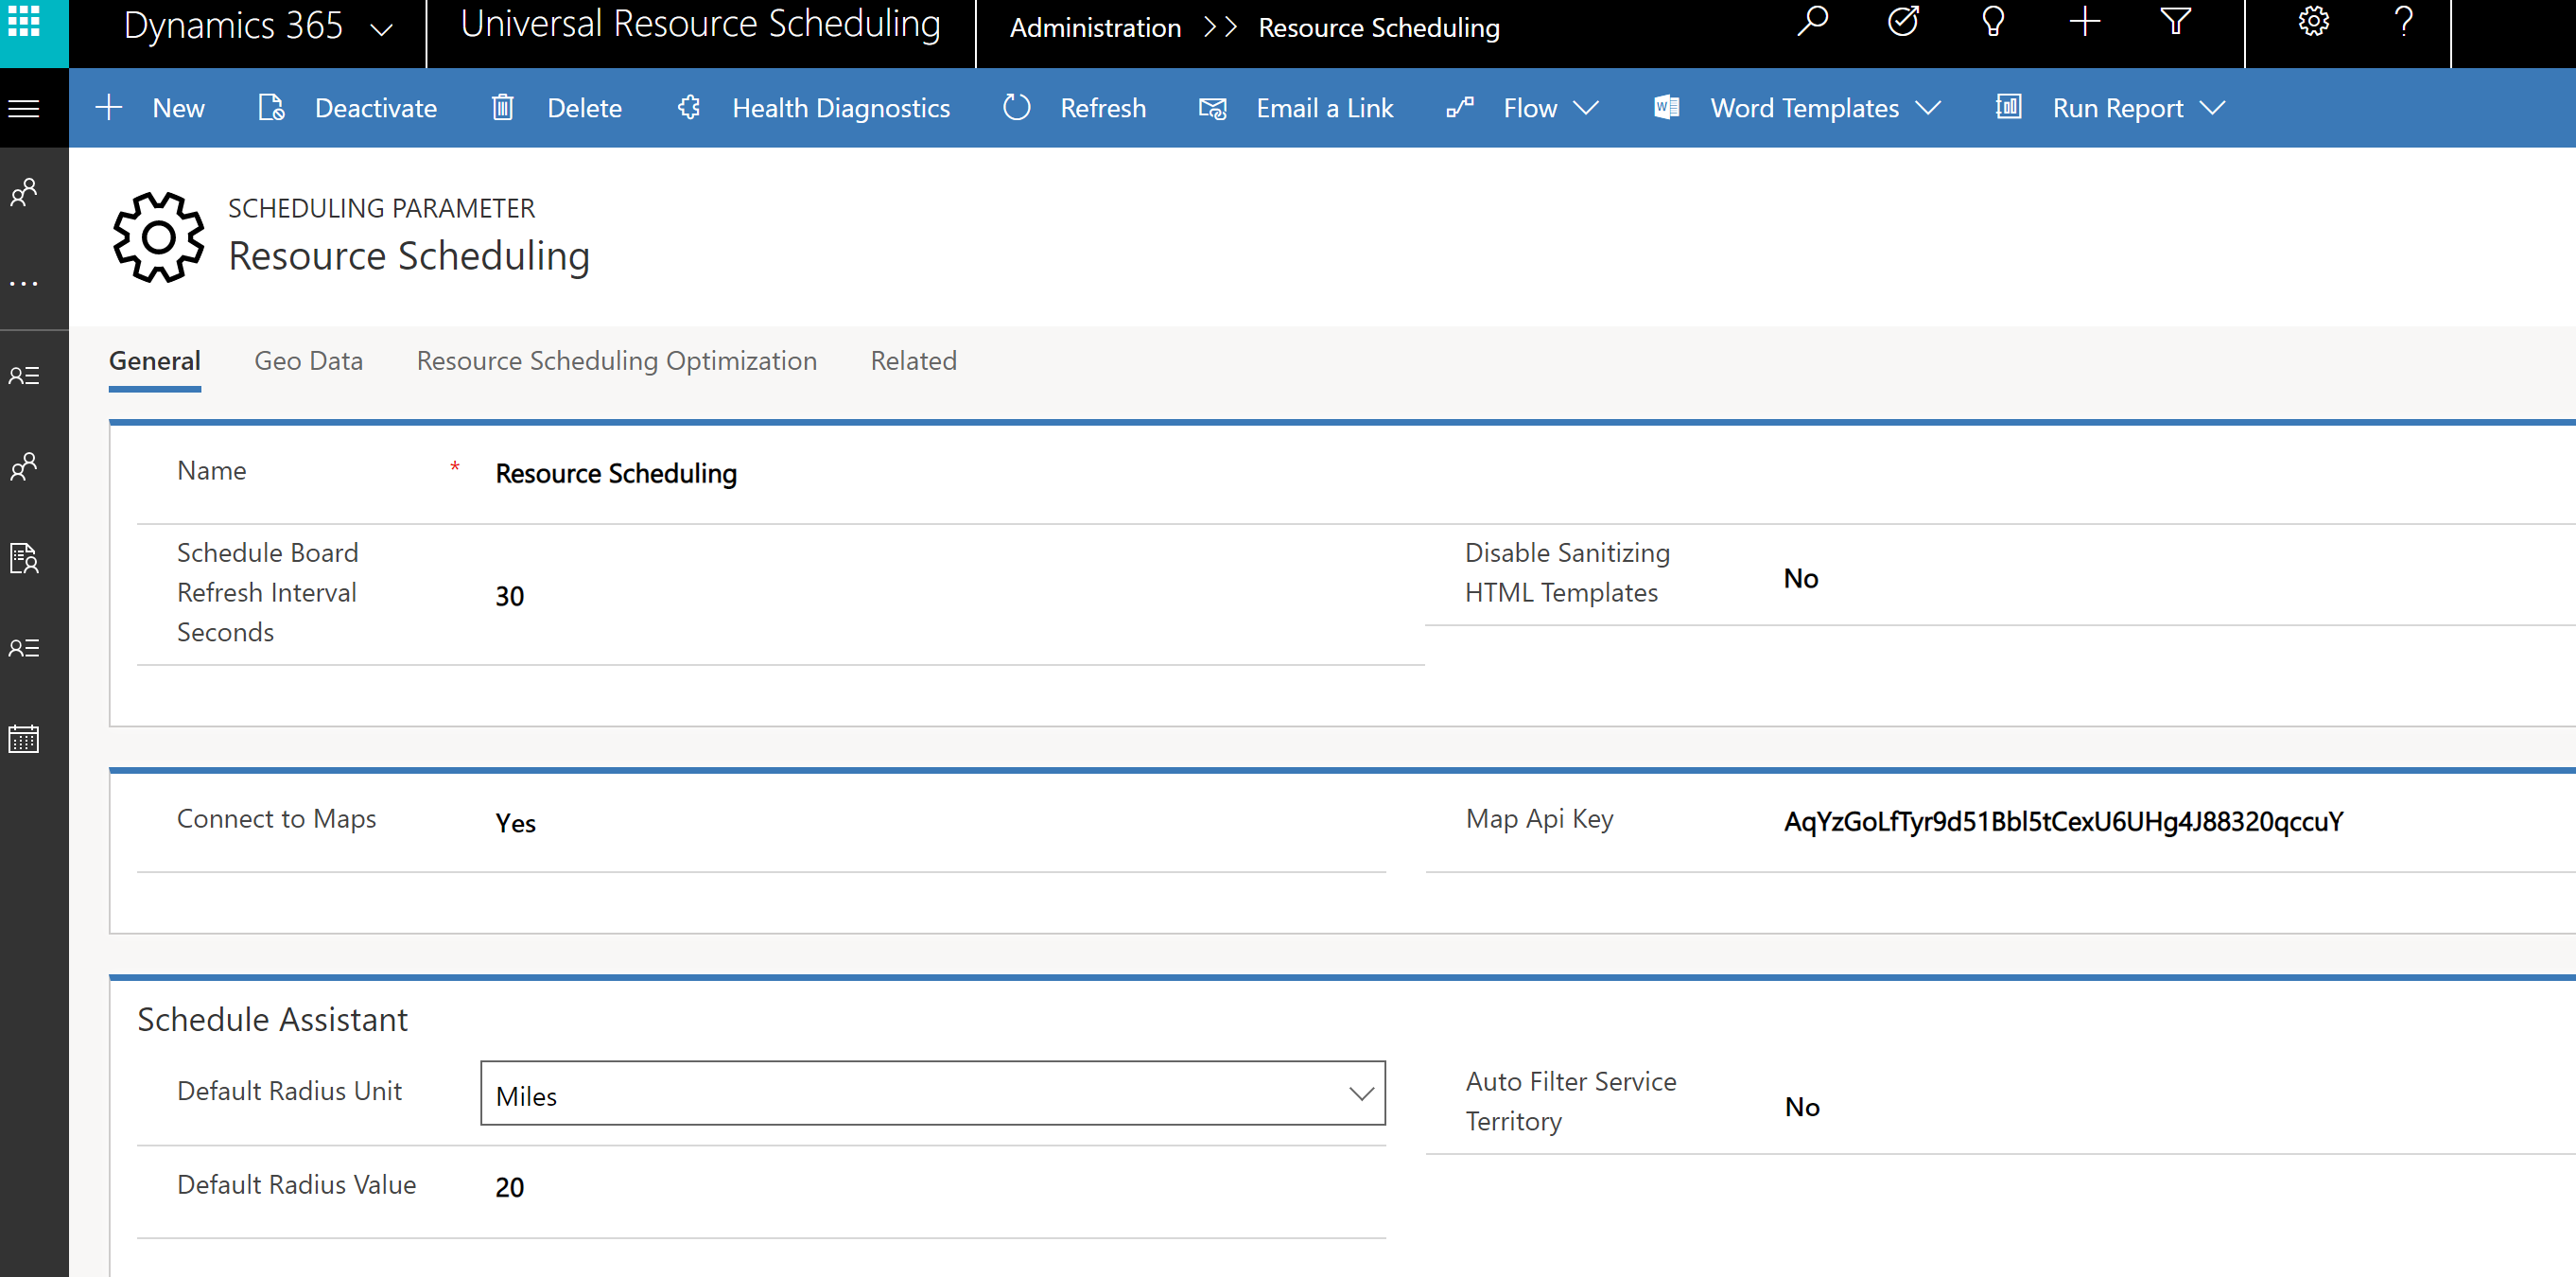 Dynamics 365
Universal Resource Scheduling
Administration >> Resource Scheduling
New
Deactivate
Delete
Health Diagnostics
Refresh
Email a Link
Flow
Word Templates
Run Report
SCHEDULING PARAMETER
Resource Scheduling
General
Geo Data
Resource Scheduling Optimization
Related
Name * Resource Scheduling
Schedule Board
Refresh Interval
Seconds
30
Disable Sanitizing
HTML Templates
No
Connect to Maps Yes
Map Api Key AqYzGoLfTyr9d51Bbl5tCexU6UHg4J88320qccuY
Schedule Assistant
Default Radius Unit Miles
Auto Filter Service
Territory
No
Default Radius Value 20